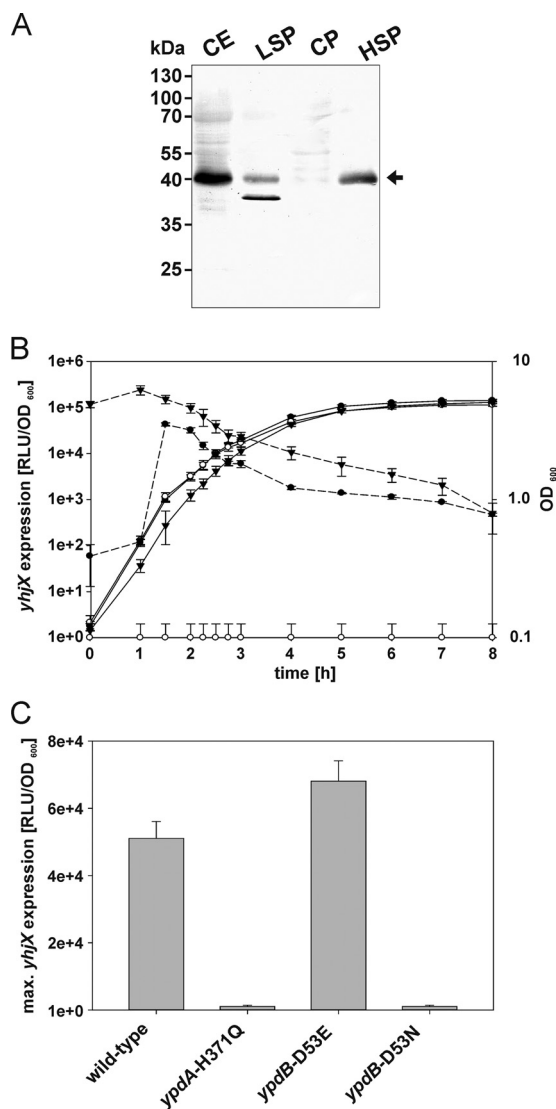 A
kDa CE LSP CP HSP
130
100
70
55
40
35
25
B
yhjX expression [RLU/OD 600]
1e+6
1e+5
1e+4
1e+3
1e+2
1e+1
1e+0
10
1.0
0.1
OD 600
0 1 2 3 4 5 6 7 8
time [h]
C
max. yhjX expression [RLU/OD 600]
8e+4
6e+4
4e+4
2e+4
1e+0
wild-type
ypdA-H371Q
ypdB-D53E
ypdB-D53N